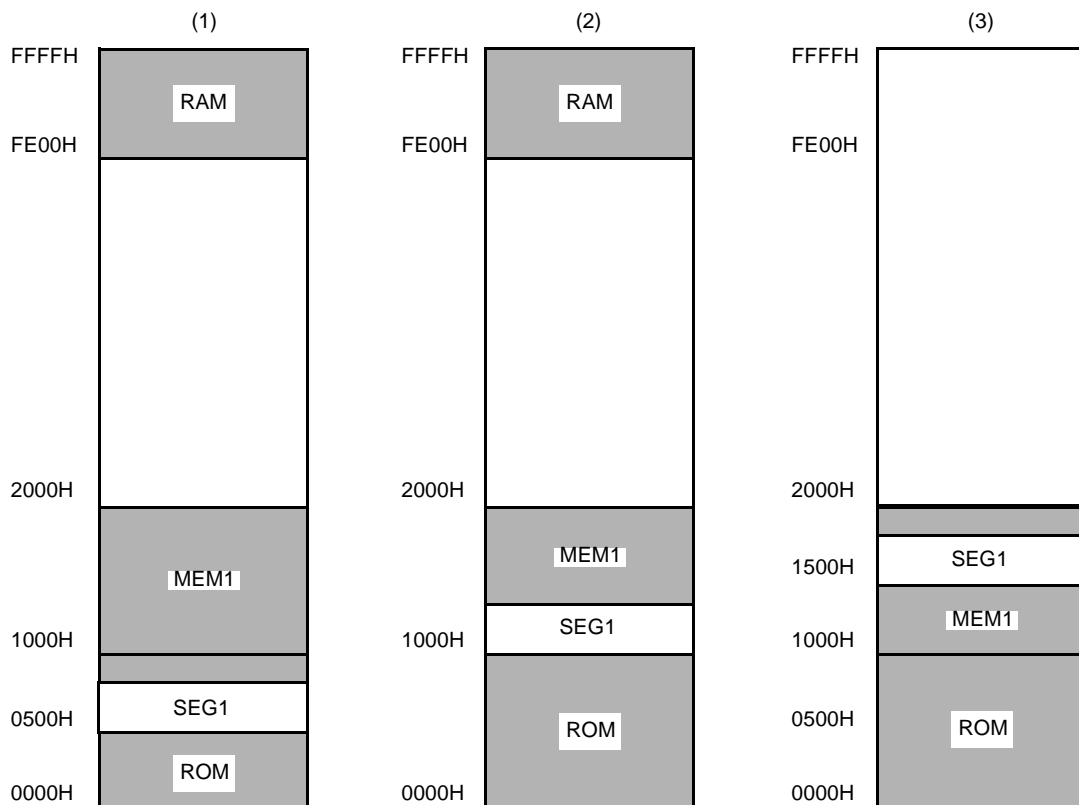 (1)
FFFFH
RAM
FE00H
2000H
MEM1
1000H
SEG1
0500H
ROM
0000H
(2)
FFFFH
RAM
FE00H
2000H
MEM1
SEG1
1000H
ROM
0000H
(3)
FFFFH
FE00H
2000H
SEG1
1500H
MEM1
1000H
0500H
ROM
0000H